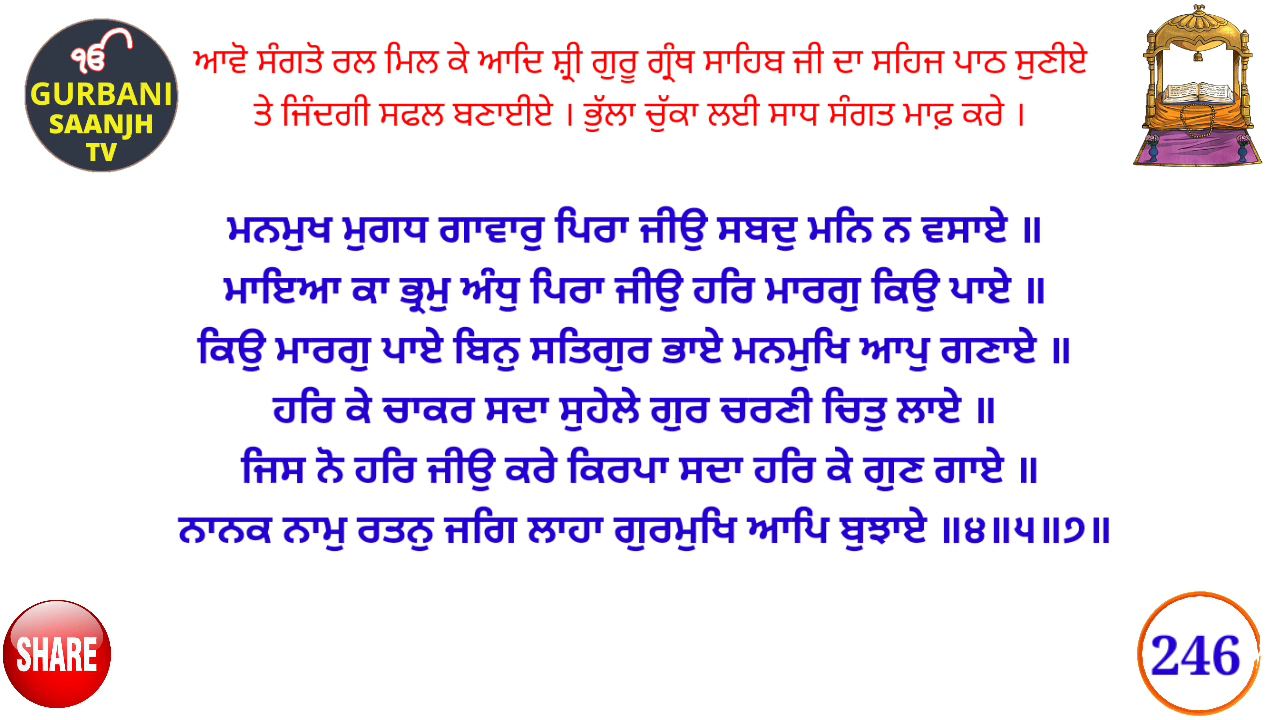 ੴ
GURBANI
SAANJH
TV
ਆਵੋ ਸੰਗਤੋ ਰਲ ਮਿਲ ਕੇ ਆਦਿ ਸ਼੍ਰੀ ਗੁਰੂ ਗ੍ਰੰਥ ਸਾਹਿਬ ਜੀ ਦਾ ਸਹਿਜ ਪਾਠ ਸੁਣੀਏ
ਤੇ ਜਿੰਦਗੀ ਸਫਲ ਬਣਾਈਏ । ਭੁੱਲਾ ਚੁੱਕਾ ਲਈ ਸਾਧ ਸੰਗਤ ਮਾਫ਼ ਕਰੇ ।
ਮਨਮੁਖ ਮੁਗਧ ਗਾਵਾਰੁ ਪਿਰਾ ਜੀਉ ਸਬਦੁ ਮਨਿ ਨ ਵਸਾਏ ॥
ਮਾਇਆ ਕਾ ਭ੍ਰਮੁ ਅੰਧੁ ਪਿਰਾ ਜੀਉ ਹਰਿ ਮਾਰਗੁ ਕਿਉ ਪਾਏ ॥
ਕਿਉ ਮਾਰਗੁ ਪਾਏ ਬਿਨੁ ਸਤਿਗੁਰ ਭਾਏ ਮਨਮੁਖਿ ਆਪੁ ਗਣਾਏ ॥
ਹਰਿ ਕੇ ਚਾਕਰ ਸਦਾ ਸੁਹੇਲੇ ਗੁਰ ਚਰਣੀ ਚਿਤੁ ਲਾਏ ॥
ਜਿਸ ਨੋ ਹਰਿ ਜੀਉ ਕਰੇ ਕਿਰਪਾ ਸਦਾ ਹਰਿ ਕੇ ਗੁਣ ਗਾਏ ॥
ਨਾਨਕ ਨਾਮੁ ਰਤਨੁ ਜਗਿ ਲਾਹਾ ਗੁਰਮੁਖਿ ਆਪਿ ਬੁਝਾਏ ॥੪॥੫॥੭॥
SHARE
246